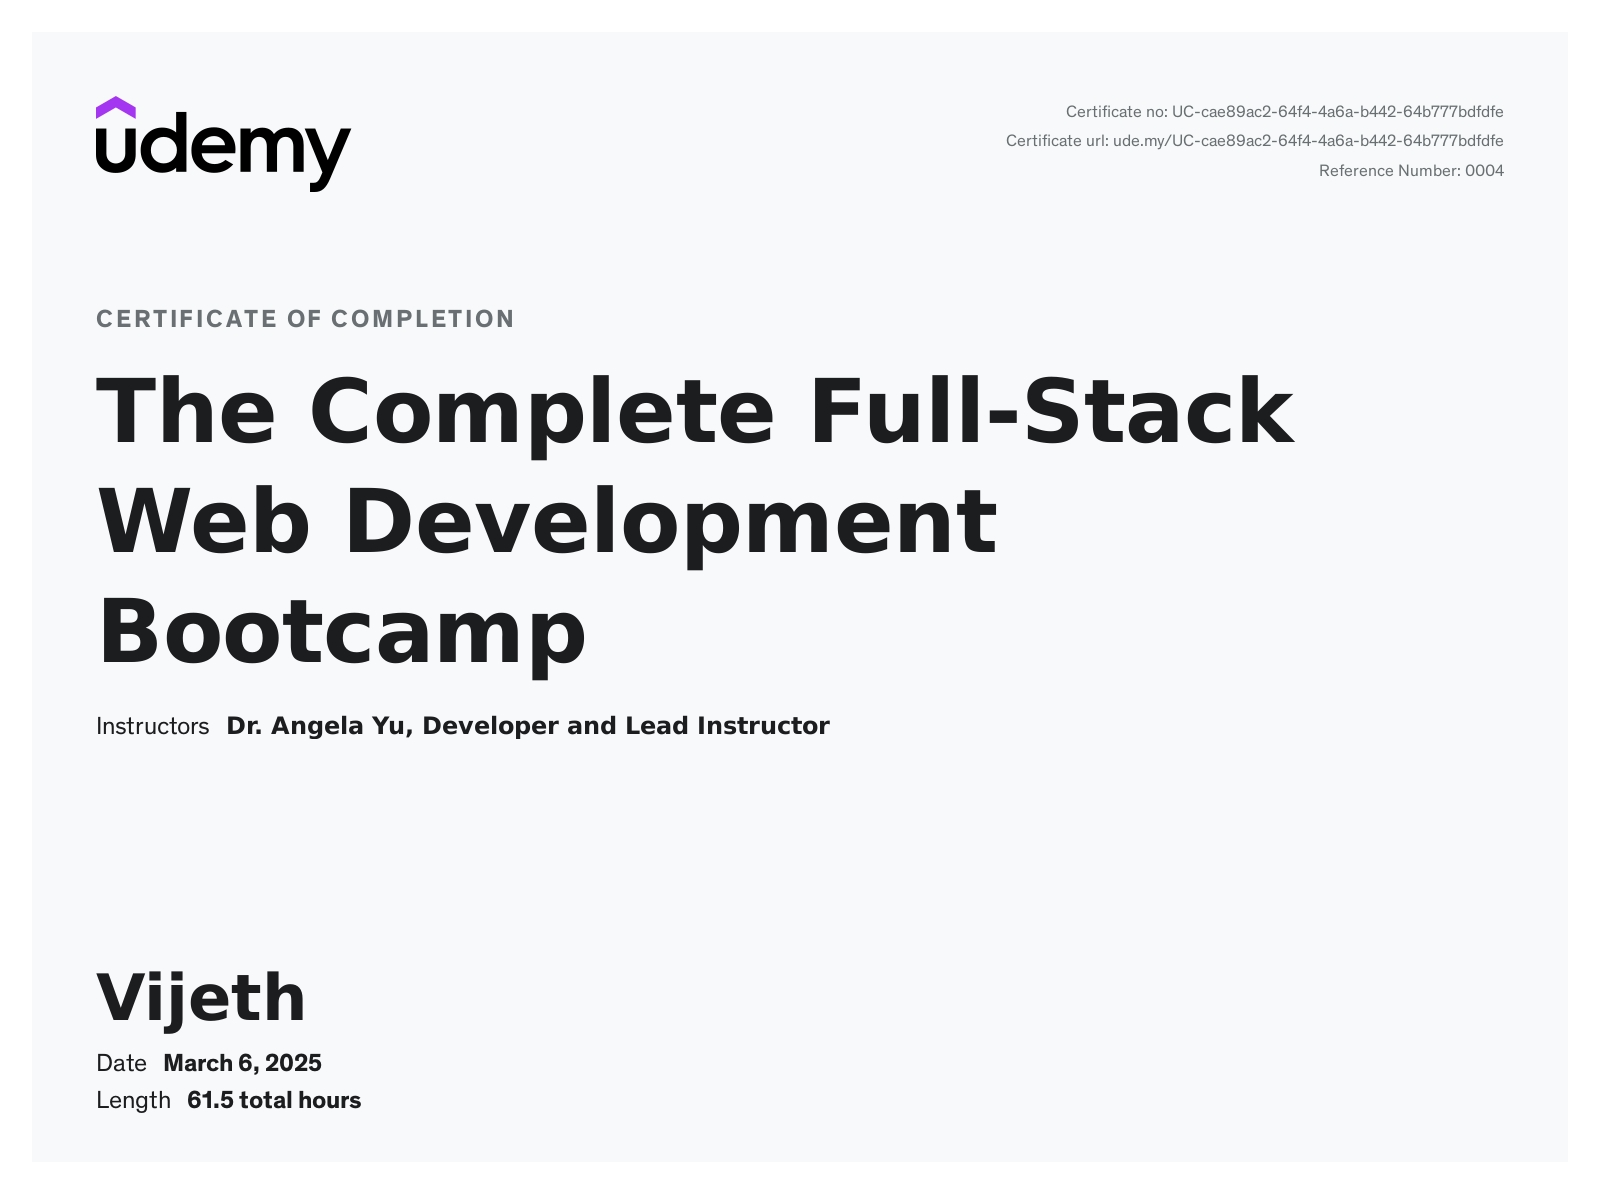 udemy
Certificate no: UC-cae89ac2-64f4-4a6a-b442-64b777bdfdfe
Certificate url: ude.my/UC-cae89ac2-64f4-4a6a-b442-64b777bdfdfe
Reference Number: 0004
CERTIFICATE OF COMPLETION
The Complete Full-Stack
Web Development
Bootcamp
Instructors Dr. Angela Yu, Developer and Lead Instructor
Vijeth
Date March 6, 2025
Length 61.5 total hours